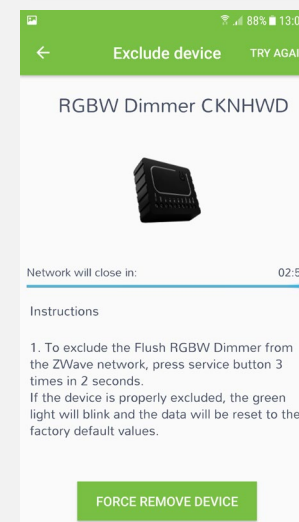 88% 13:0
Exclude device TRY AGAI
RGBW Dimmer CKNHWD
Network will close in: 02:5
Instructions
1. To exclude the Flush RGBW Dimmer from
the ZWave network, press service button 3
times in 2 seconds.
If the device is properly excluded, the green
light will blink and the data will be reset to the
factory default values.
FORCE REMOVE DEVICE